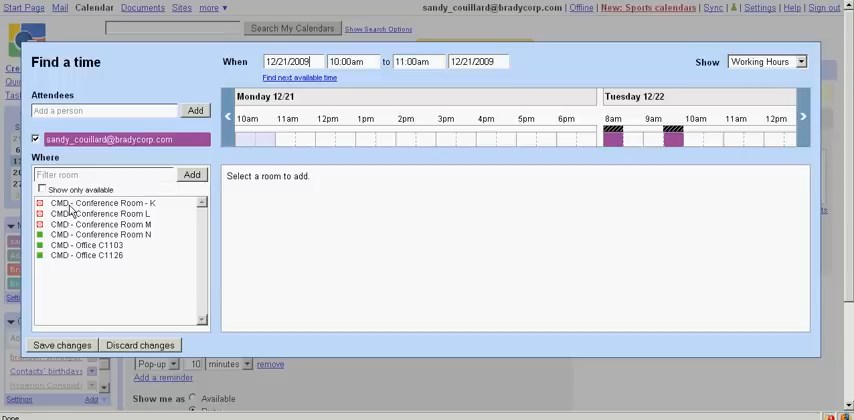 Start Page Mail Calendar Documents Sites more ▼ sandy_couillard@bradycorp.com | Offline | New: Sports calendars | Sync | Settings | Help | Sign out
Search My Calendars Show Search Options
Find a time
When 12/21/2009 10:00am to 11:00am 12/21/2009 Show Working Hours
Find next available time
Attendees
Add a person Add
Monday 12/21 Tuesday 12/22
10am 11am 12pm 1pm 2pm 3pm 4pm 5pm 6pm 8am 9am 10am 11am
sandy_couillard@bradycorp.com
Where
Filter room Add
Show only available
Select a room to add.
CMD - Conference Room - K
CMD - Conference Room L
CMD - Conference Room M
CMD - Conference Room N
CMD - Office C1103
CMD - Office C1126
Save changes Discard changes
Pop-up 10 minutes remove
Contacts' birthdays
Add a reminder
Settings Add
Show me as Available
Done